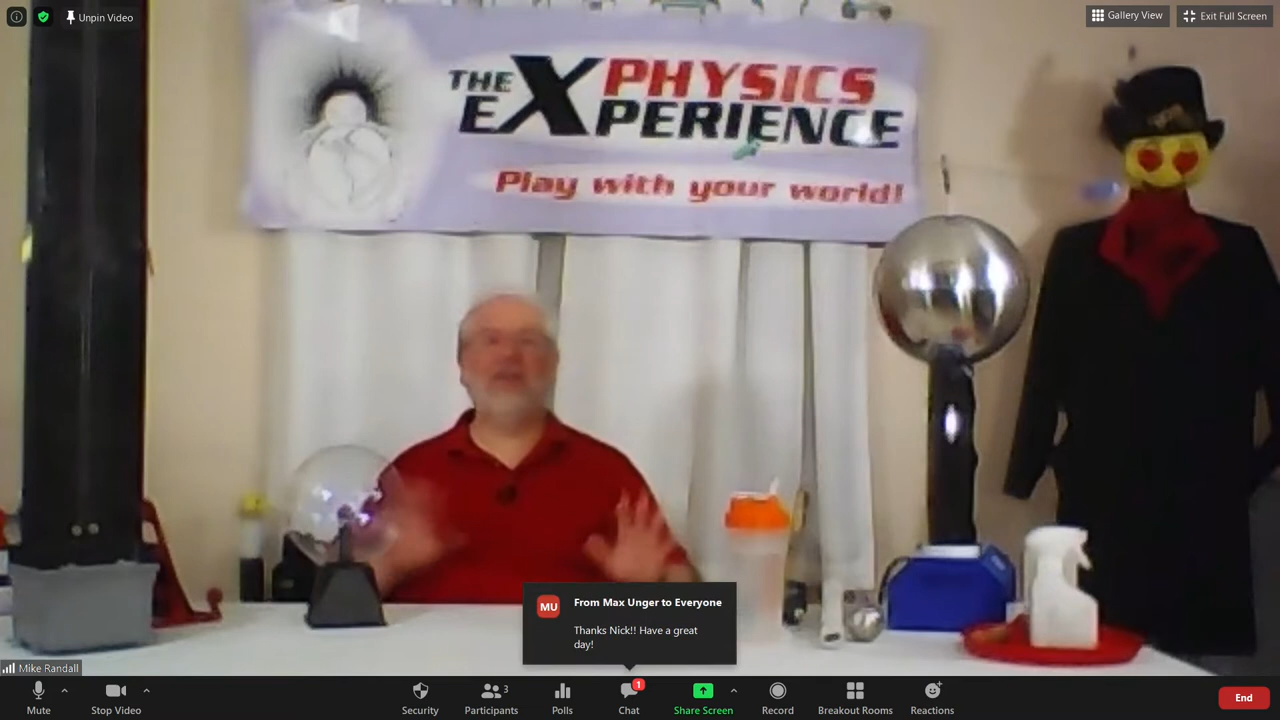 Unpin Video
Gallery View
Exit Full Screen
THE
PHYSICS
EXPERIENCE
Play with your world!
MU
From Max Unger to Everyone
Thanks Nick!! Have a great
day!
Mike Randall
Mute
Stop Video
Security
Participants
3
Polls
Chat
1
Share Screen
Record
Breakout Rooms
Reactions
End